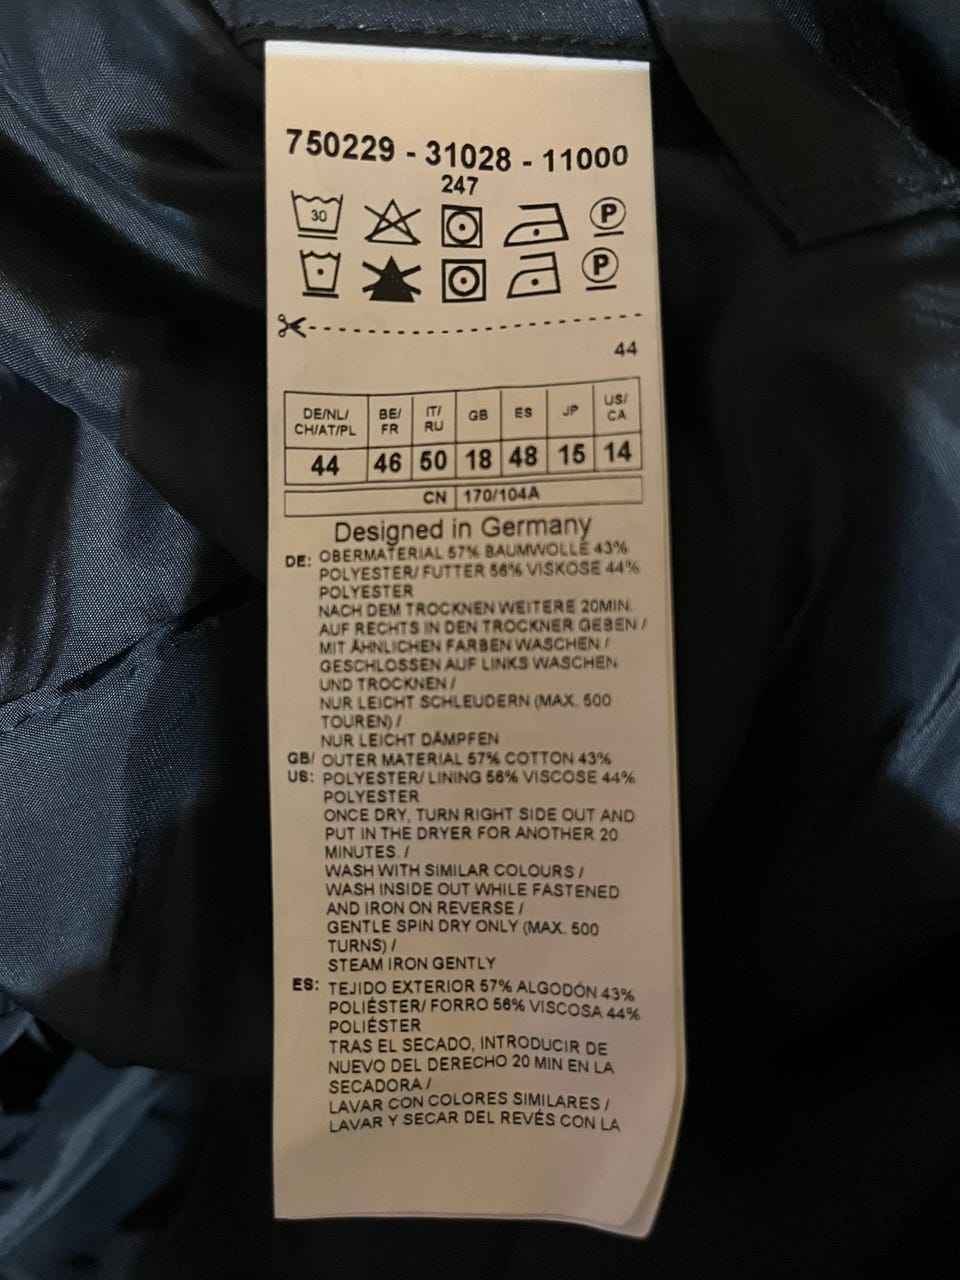 750229 - 31028 - 11000
247
30
P
P
44
DE/NL/ CH/AT/PL BE/ FR IT/ RU GB ES JP US/ CA
44 46 50 18 48 15 14
CN 170/104A
Designed in Germany
DE: OBERMATERIAL 57% BAUMWOLLE 43%
POLYESTER/ FUTTER 56% VISKOSE 44%
POLYESTER
NACH DEM TROCKNEN WEITERE 20MIN.
AUF RECHTS IN DEN TROCKNER GEBEN /
MIT ÄHNLICHEN FARBEN WASCHEN /
GESCHLOSSEN AUF LINKS WASCHEN
UND TROCKNEN /
NUR LEICHT SCHLEUDERN (MAX. 500
TOUREN) /
NUR LEICHT DÄMPFEN
GB/ OUTER MATERIAL 57% COTTON 43%
US: POLYESTER/ LINING 56% VISCOSE 44%
POLYESTER
ONCE DRY, TURN RIGHT SIDE OUT AND
PUT IN THE DRYER FOR ANOTHER 20
MINUTES. /
WASH WITH SIMILAR COLOURS /
WASH INSIDE OUT WHILE FASTENED
AND IRON ON REVERSE /
GENTLE SPIN DRY ONLY (MAX. 500
TURNS) /
STEAM IRON GENTLY
ES: TEJIDO EXTERIOR 57% ALGODÓN 43%
POLIÉSTER/ FORRO 56% VISCOSA 44%
POLIÉSTER
TRAS EL SECADO, INTRODUCIR DE
NUEVO DEL DERECHO 20 MIN EN LA
SECADORA /
LAVAR CON COLORES SIMILARES /
LAVAR Y SECAR DEL REVÉS CON LA